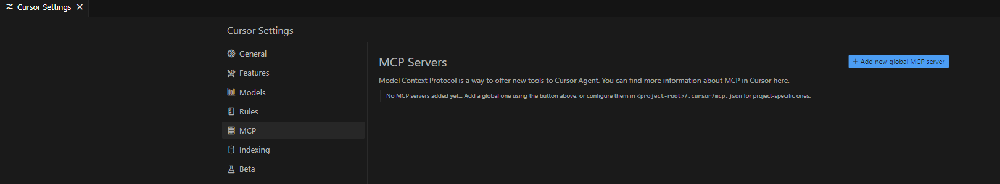 Cursor Settings
Cursor Settings
General
Features
Models
Rules
MCP
Indexing
Beta
MCP Servers
+ Add new global MCP server
Model Context Protocol is a way to offer new tools to Cursor Agent. You can find more information about MCP in Cursor here.
No MCP servers added yet... Add a global one using the button above, or configure them in <project-root>/.cursor/mcp.json for project-specific ones.